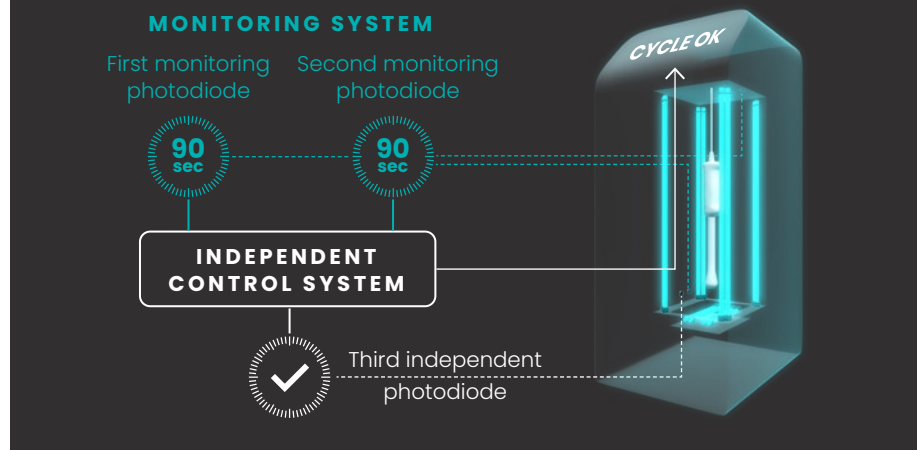 MONITORING SYSTEM
First monitoring
photodiode
Second monitoring
photodiode
90
sec
90
sec
CYCLE OK
INDEPENDENT
CONTROL SYSTEM
Third independent
photodiode